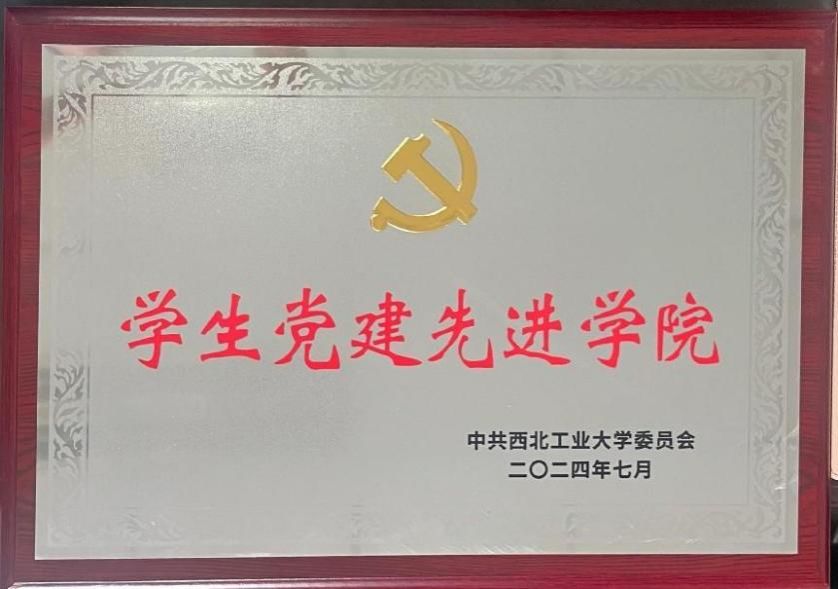 学生党建先进学院
中共西北工业大学委员会
二〇二四年七月